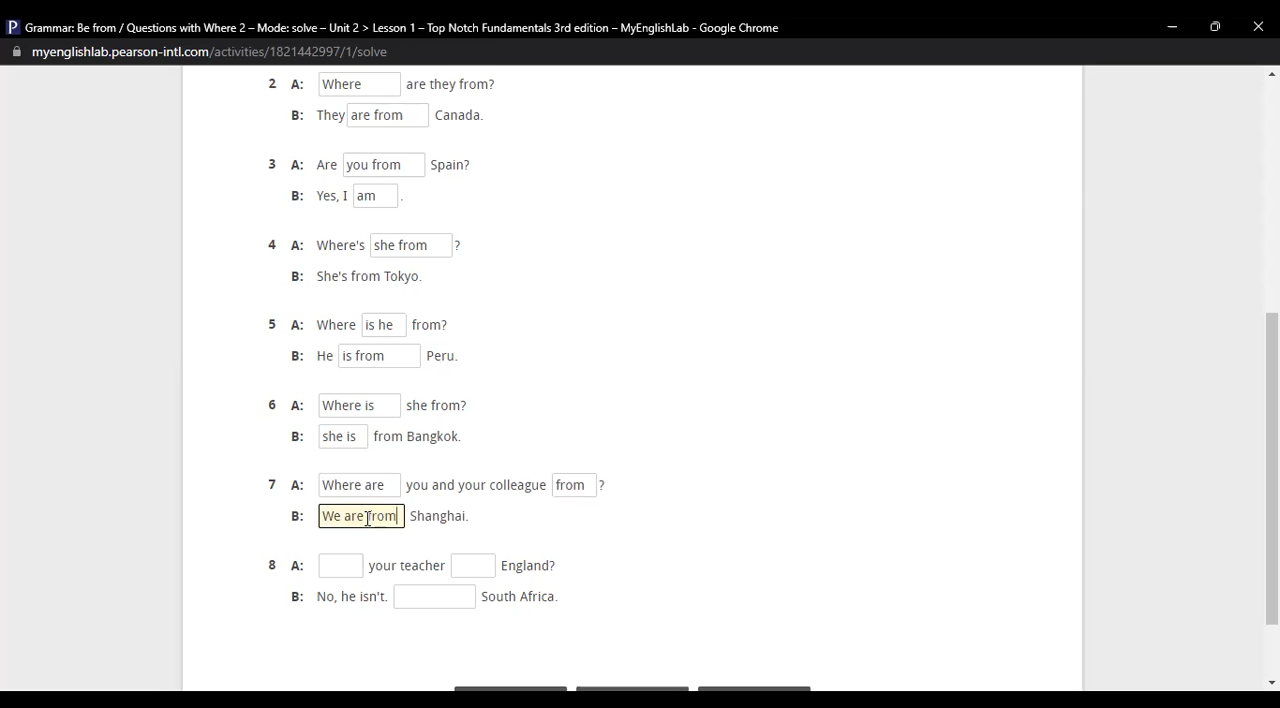 Grammar: Be from / Questions with Where 2 – Mode: solve – Unit 2 > Lesson 1 – Top Notch Fundamentals 3rd edition – MyEnglishLab - Google Chrome
myenglishlab.pearson-intl.com/activities/1821442997/1/solve
2 A: Where are they from?
B: They are from Canada.
3 A: Are you from Spain?
B: Yes, I am .
4 A: Where's she from ?
B: She's from Tokyo.
5 A: Where is he from?
B: He is from Peru.
6 A: Where is she from?
B: she is from Bangkok.
7 A: Where are you and your colleague from ?
B: We are from Shanghai.
8 A: your teacher England?
B: No, he isn't. South Africa.